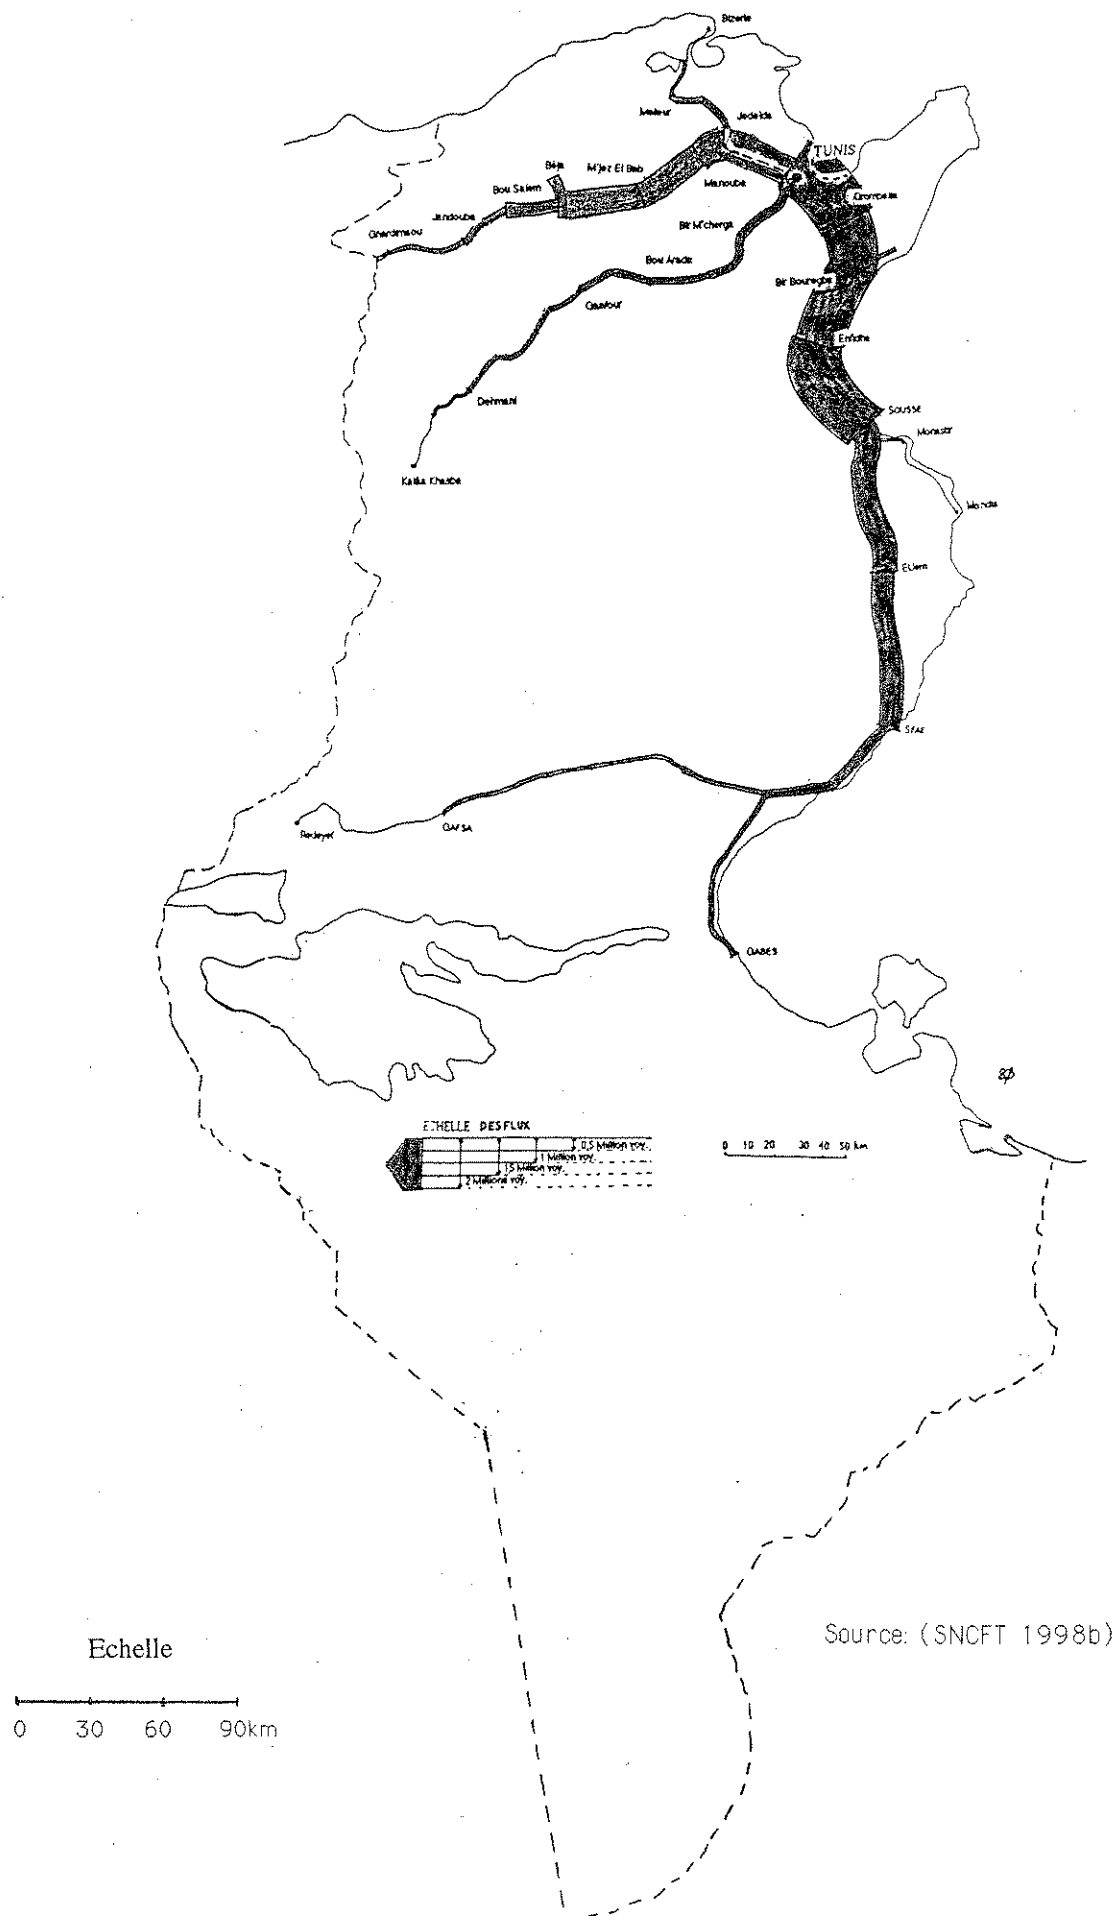 Bizerte
Mateur
Jedeida
TUNIS
Béja
M'jez El Bab
Manouba
Grombalia
Bou Salem
Jendouba
Ghardimaou
Bir M'cherga
Bou Arada
Bir Bouregba
Gaafour
Enfidha
Dehmani
Sousse
Monastir
Kalâa Khasba
Mahdia
El Jem
SFAX
Redeyef
GAFSA
GABES
ECHELLE DES FLUX
0,5 Million voy.
1 Million voy.
1,5 Million voy.
2 Millions voy.
0 10 20 30 40 50 km
Source: (SNCFT 1998b)
Echelle
0 30 60 90km